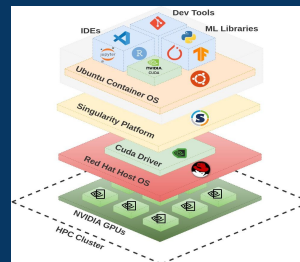 Dev Tools
IDEs
ML Libraries
jupyter
R
NVIDIA
CUDA
Ubuntu Container OS
Singularity Platform
S
Cuda Driver
Red Hat Host OS
NVIDIA GPUs
HPC Cluster